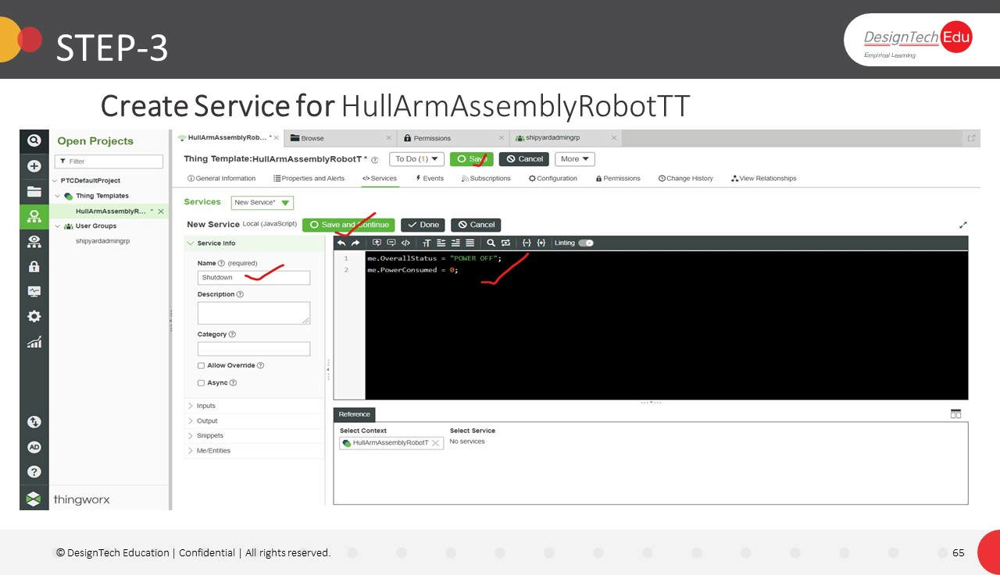 STEP-3
DesignTech Edu
Empirical Learning
Create Service for HullArmAssemblyRobotTT
Open Projects
Filter
PTCDefaultProject
Thing Templates
HullArmAssemblyR... *
User Groups
shipyardadmingrp
AD
thingworx
HullArmAssemblyRob... *
Browse
Permissions
shipyardadmingrp
Thing Template:HullArmAssemblyRobotT *
To Do (1)
Save
Cancel
More
General Information
Properties and Alerts
Services
Events
Subscriptions
Configuration
Permissions
Change History
View Relationships
Services
New Service*
New Service Local (JavaScript)
Save and Continue
Done
Cancel
Service Info
Name (required)
Shutdown
Description
Category
Allow Override
Async
Inputs
Output
Snippets
Me/Entities
Linting
1 me.OverallStatus = "POWER OFF";
2 me.PowerConsumed = 0;
Reference
Select Context
HullArmAssemblyRobotT
Select Service
No services
© DesignTech Education | Confidential | All rights reserved.
65